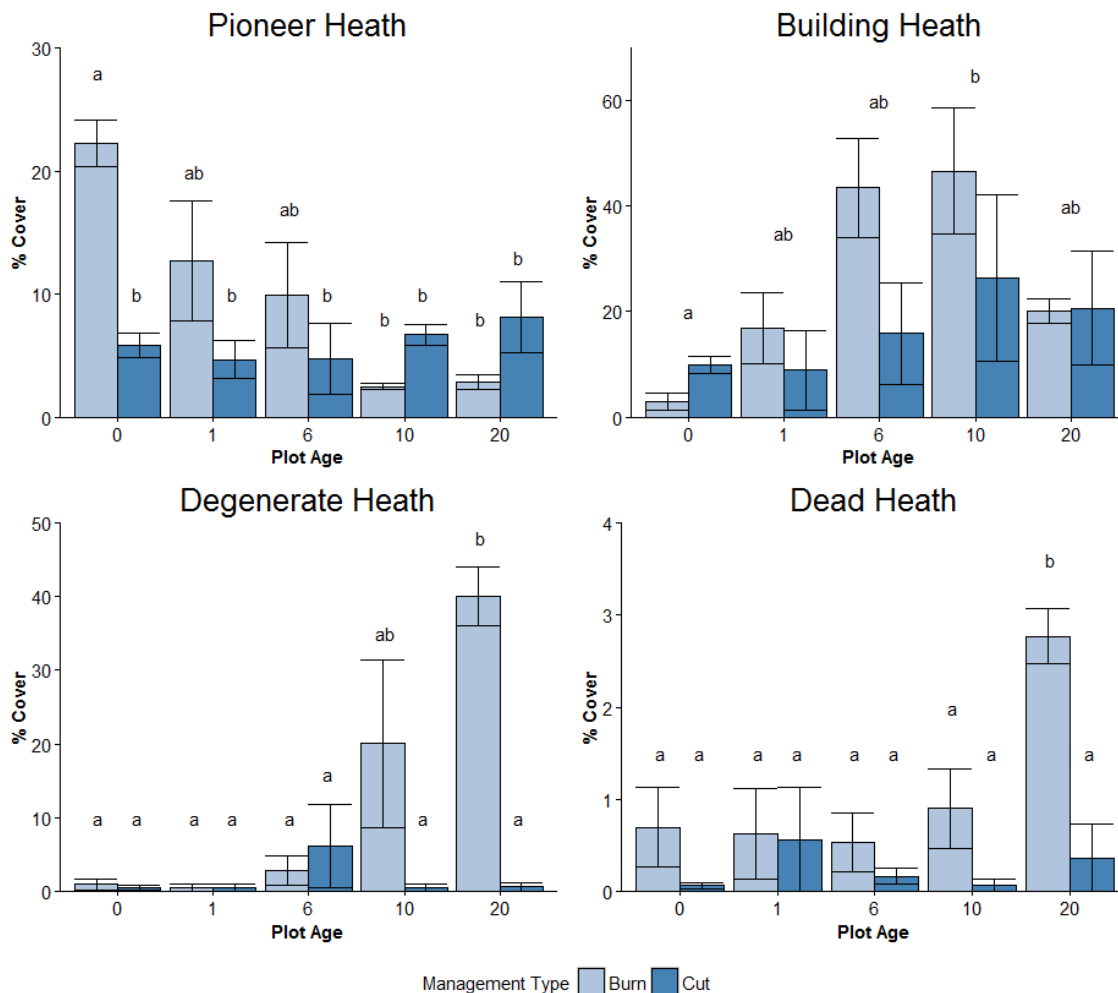 Pioneer Heath
30
20
10
0
% Cover
a
b
ab
b
ab
b
b
b
b
b
0 1 6 10 20
Plot Age
Building Heath
60
40
20
0
% Cover
a
ab
ab
b
ab
0 1 6 10 20
Plot Age
Degenerate Heath
50
40
30
20
10
0
% Cover
a
a
a
a
a
a
ab
a
b
a
0 1 6 10 20
Plot Age
Dead Heath
4
3
2
1
0
% Cover
a
a
a
a
a
a
a
a
b
a
0 1 6 10 20
Plot Age
Management Type Burn Cut